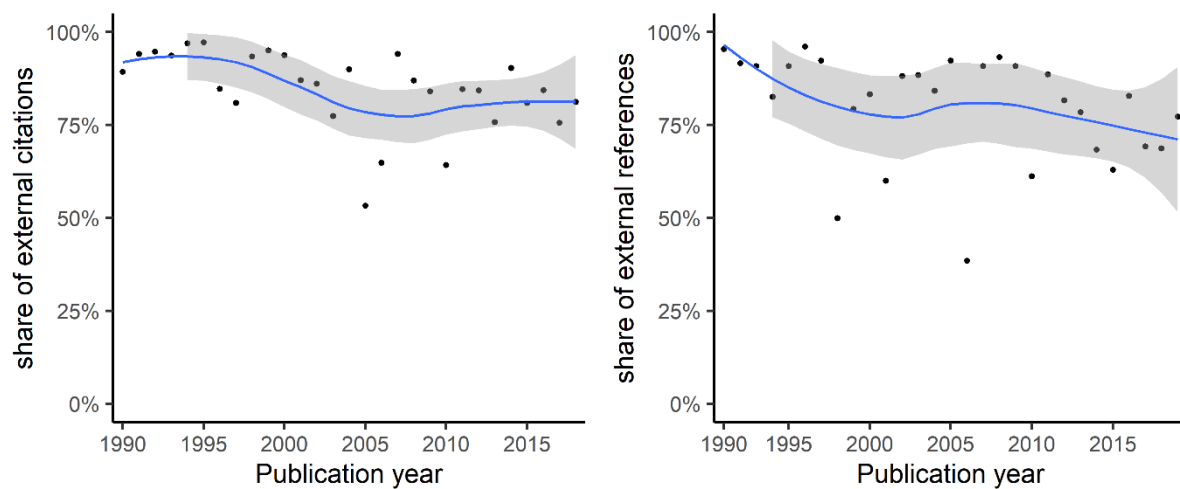 share of external citations
100%
75%
50%
25%
0%
1990 1995 2000 2005 2010 2015
Publication year
share of external references
100%
75%
50%
25%
0%
1990 1995 2000 2005 2010 2015
Publication year